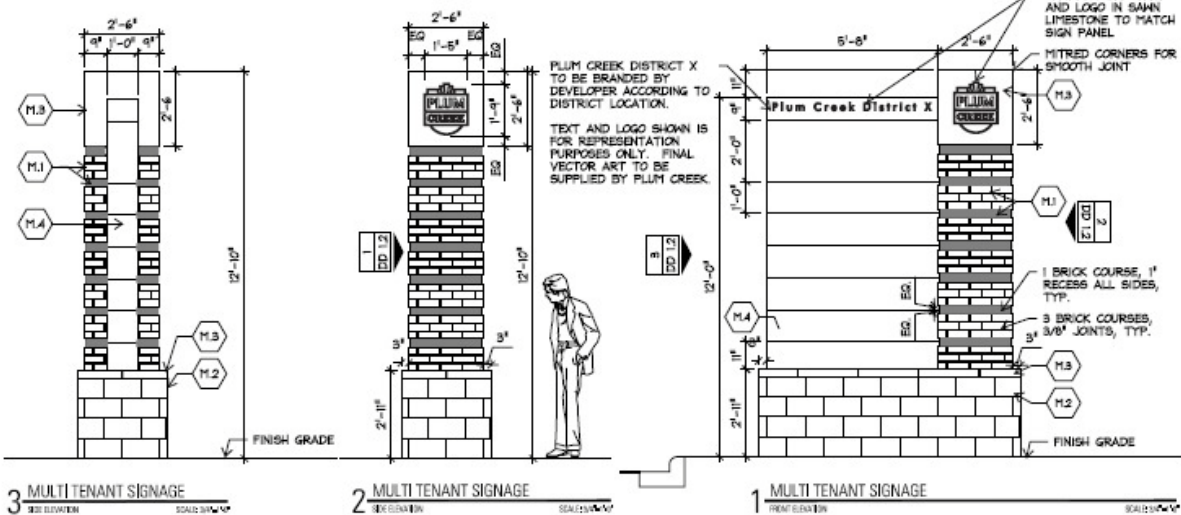 2'-6"
9" 1'-0" 9"
M.3
2'-6
M.1
M.4
12'-10"
M.3
M.2
FINISH GRADE
3 MULTI TENANT SIGNAGE
SIDE ELEVATION
2'-6"
EQ EQ
1'-5"
EQ
PLUM
CREEK
1'-9"
2'-6"
EQ
1
DD 1.2
12'-10"
3"
3"
2'-11"
2 MULTI TENANT SIGNAGE
SIDE ELEVATION
PLUM CREEK DISTRICT X
TO BE BRANDED BY
DEVELOPER ACCORDING TO
DISTRICT LOCATION.
TEXT AND LOGO SHOWN IS
FOR REPRESENTATION
PURPOSES ONLY. FINAL
VECTOR ART TO BE
SUPPLIED BY PLUM CREEK.
3
DD 1.2
AND LOGO IN SAWN
LIMESTONE TO MATCH
SIGN PANEL
MITRED CORNERS FOR
SMOOTH JOINT
5'-8"
2'-6"
11"
9"
Plum Creek District X
PLUM
CREEK
M.3
2'-6"
2'-0"
1'-0"
M.1
2
DD 1.2
12'-0"
EQ.
EQ.
1 BRICK COURSE, 1"
RECESS ALL SIDES,
TYP.
3 BRICK COURSES,
3/8" JOINTS, TYP.
M.4
3"
11"
3"
M.3
M.2
2'-11"
FINISH GRADE
1 MULTI TENANT SIGNAGE
FRONT ELEVATION